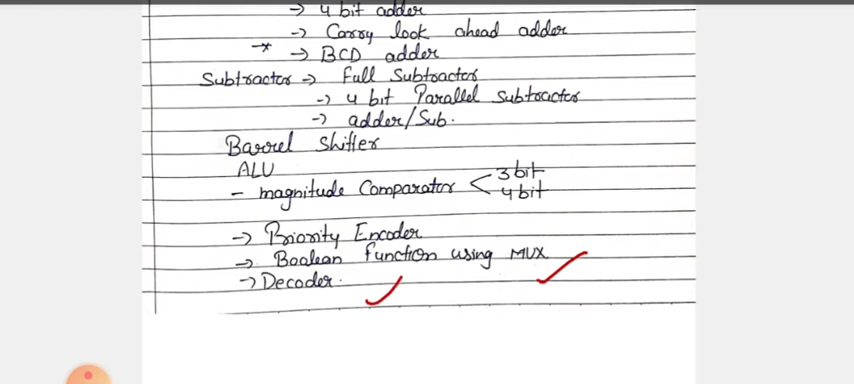 -> 4 bit adder
-> Carry look ahead adder
* -> BCD adder
Subtractor -> Full Subtractor
-> 4 bit Parallel Subtractor
-> adder/Sub.
Barrel Shifter
ALU
- magnitude Comparator < 3 bit
4 bit
-> Priority Encoder
-> Boolean function using MUX
-> Decoder.